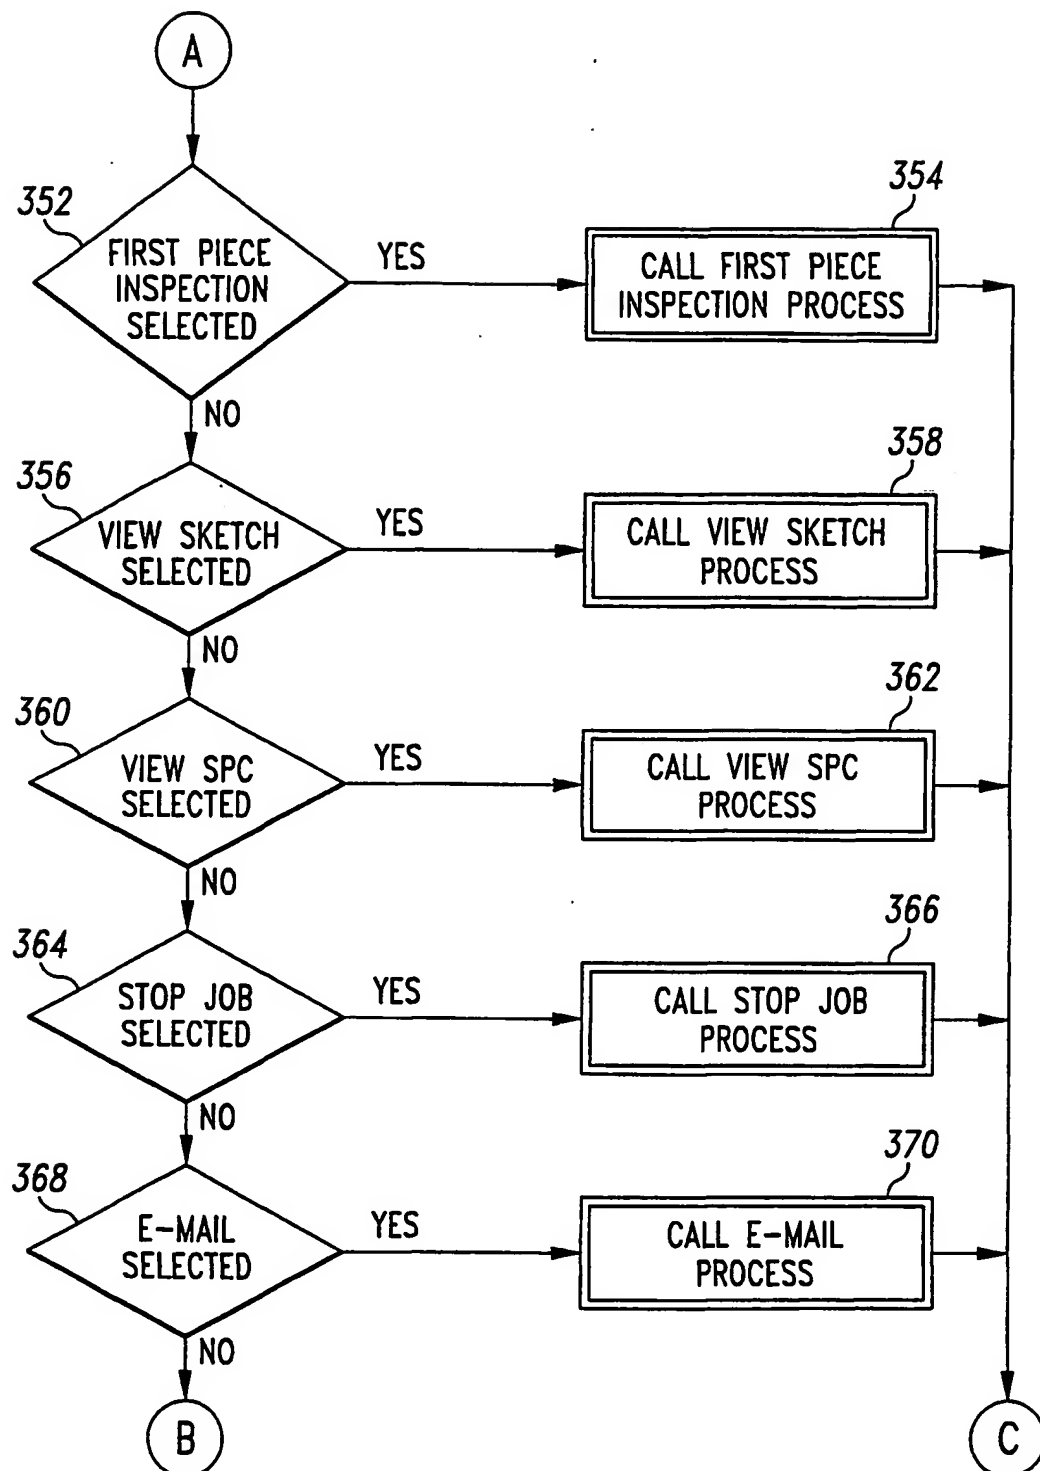 A
352
FIRST PIECE
INSPECTION
SELECTED
YES
354
CALL FIRST PIECE
INSPECTION PROCESS
NO
356
VIEW SKETCH
SELECTED
YES
358
CALL VIEW SKETCH
PROCESS
NO
360
VIEW SPC
SELECTED
YES
362
CALL VIEW SPC
PROCESS
NO
364
STOP JOB
SELECTED
YES
366
CALL STOP JOB
PROCESS
NO
368
E-MAIL
SELECTED
YES
370
CALL E-MAIL
PROCESS
NO
B
C